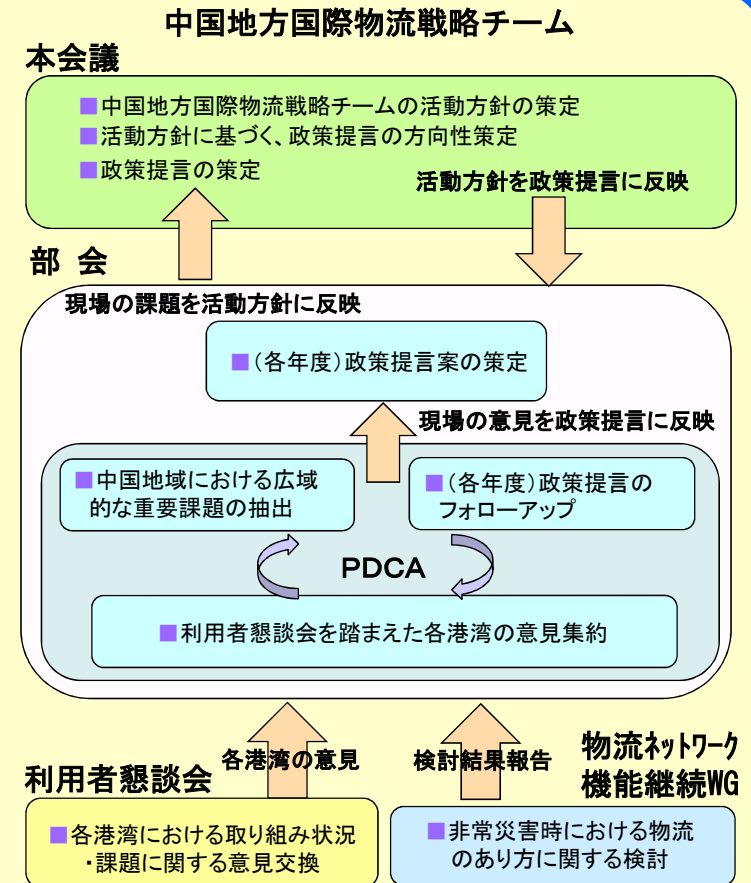 中国地方国際物流戦略チーム
本会議
■中国地方国際物流戦略チームの活動方針の策定
■活動方針に基づく、政策提言の方向性策定
■政策提言の策定
活動方針を政策提言に反映
部 会
現場の課題を活動方針に反映
■(各年度)政策提言案の策定
現場の意見を政策提言に反映
■中国地域における広域
的な重要課題の抽出
■(各年度)政策提言の
フォローアップ
PDCA
■利用者懇談会を踏まえた各港湾の意見集約
各港湾の意見
検討結果報告
利用者懇談会
物流ネットワーク
機能継続WG
■各港湾における取り組み状況
・課題に関する意見交換
■非常災害時における物流
のあり方に関する検討